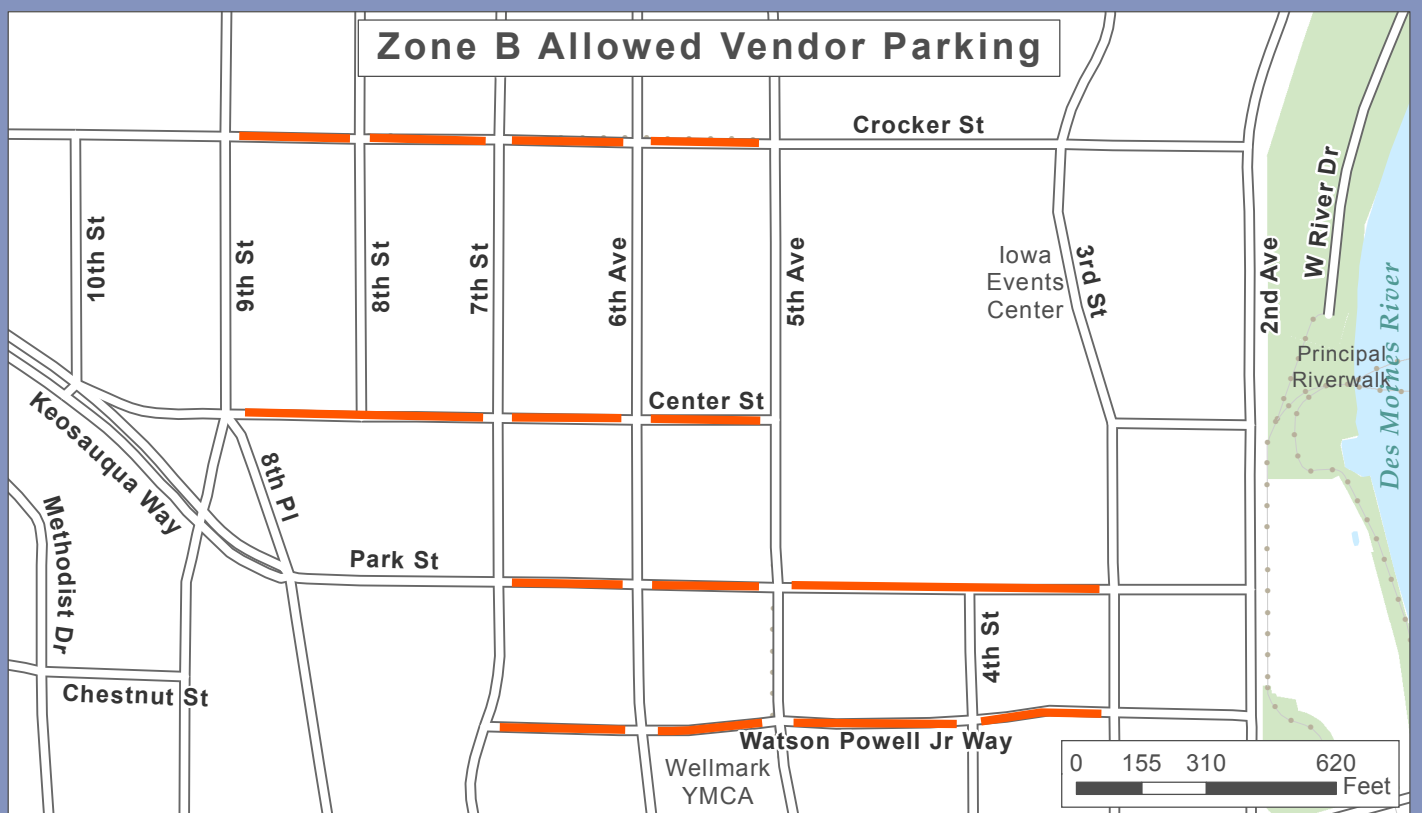 Zone B Allowed Vendor Parking
Crocker St
10th St
9th St
8th St
7th St
6th Ave
5th Ave
Iowa
Events
Center
3rd St
2nd Ave
W River Dr
Des Moines River
Principal
Riverwalk
Center St
Keosauqua Way
8th Pl
Methodist Dr
Park St
4th St
Chestnut St
Watson Powell Jr Way
Wellmark
YMCA
0 155 310 620
Feet